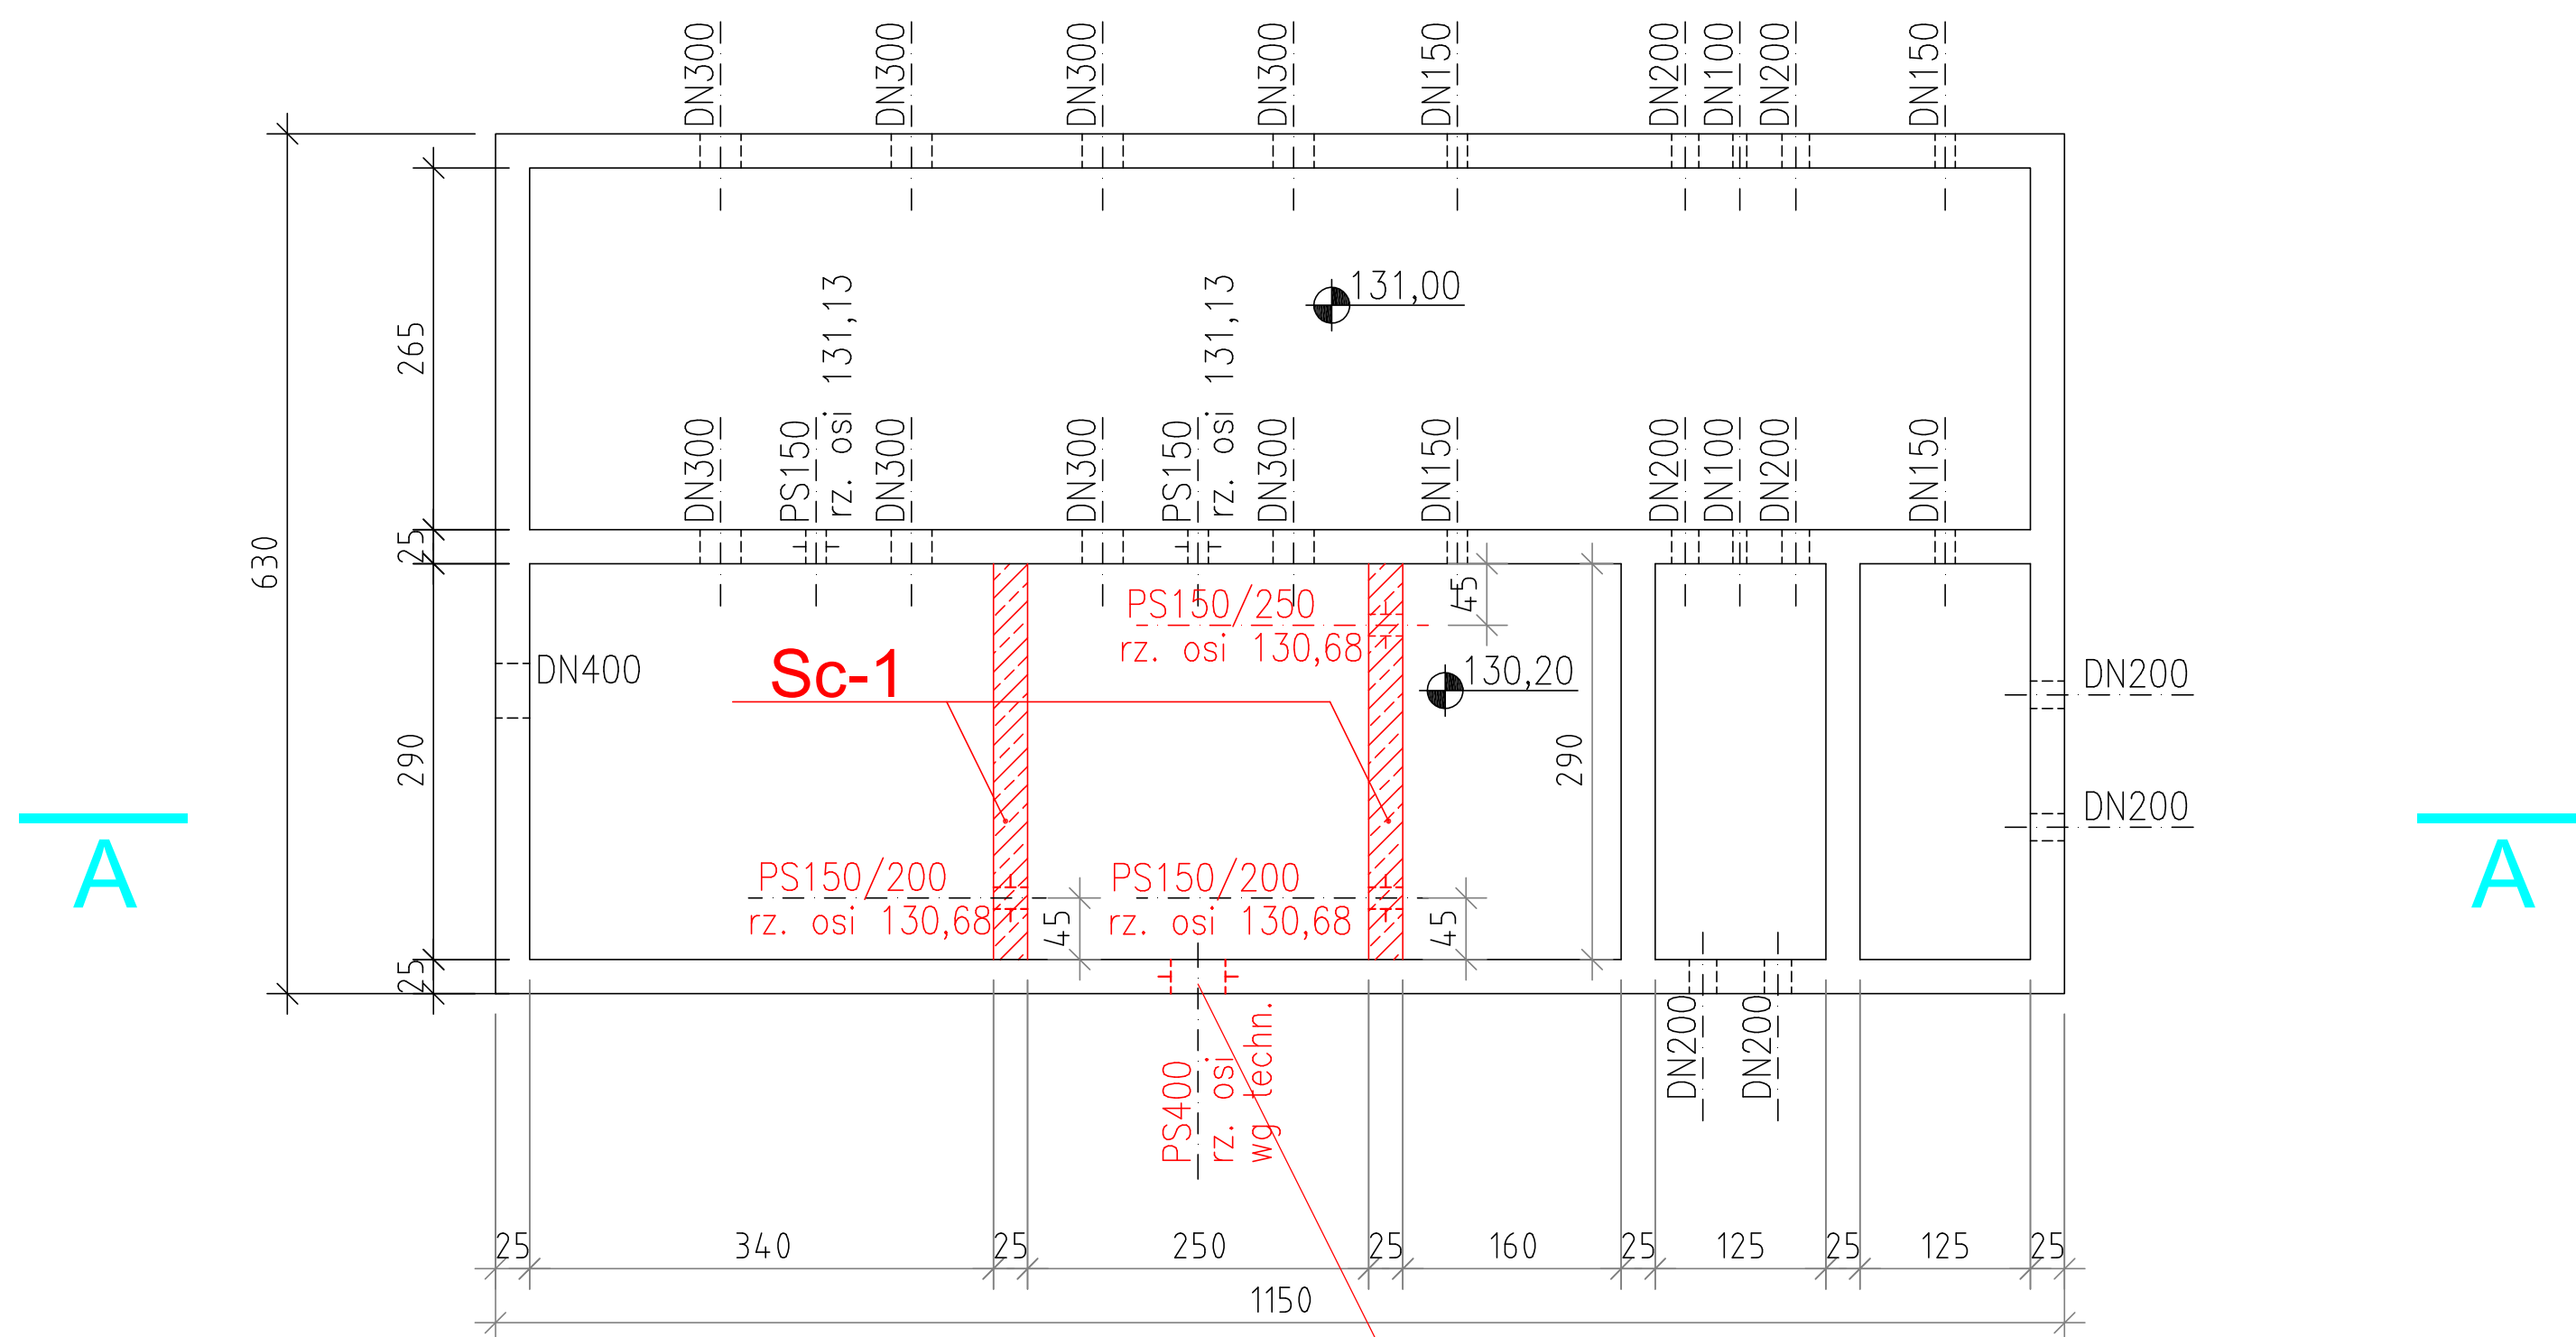 DN300
DN300
DN300
DN300
DN150
DN200
DN100
DN200
DN150
131,00
265
DN300
PS150
rz. osi 131,13
DN300
DN300
PS150
rz. osi 131,13
DN300
DN150
DN200
DN100
DN200
DN150
630
25
45
PS150/250
rz. osi 130,68
DN400
Sc-1
130,20
DN200
290
290
DN200
A
A
PS150/200
rz. osi 130,68
45
PS150/200
rz. osi 130,68
45
25
PS400
rz. osi
wg techn.
DN200
DN200
25
340
25
250
25
160
25
125
25
125
25
1150